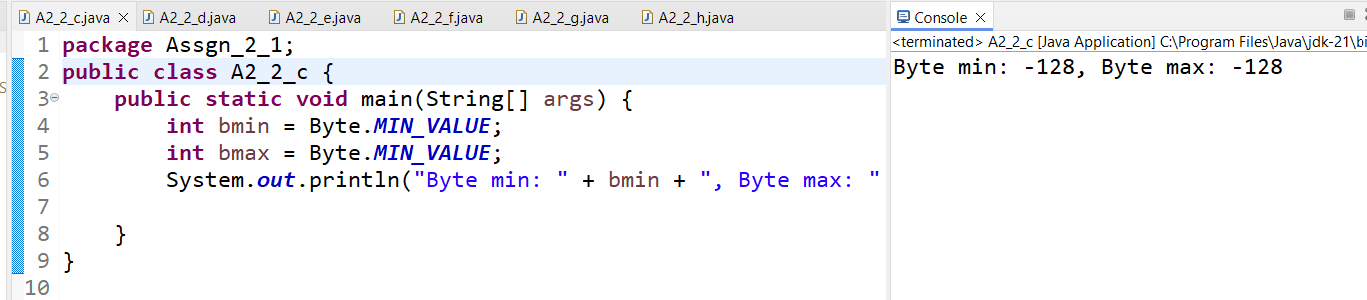 A2_2_c.java A2_2_d.java A2_2_e.java A2_2_f.java A2_2_g.java A2_2_h.java
1 package Assgn_2_1;
2 public class A2_2_c {
3 public static void main(String[] args) {
4 int bmin = Byte.MIN_VALUE;
5 int bmax = Byte.MIN_VALUE;
6 System.out.println("Byte min: " + bmin + ", Byte max: "
7
8 }
9 }
10
Console
<terminated> A2_2_c [Java Application] C:\Program Files\Java\jdk-21\bi
Byte min: -128, Byte max: -128